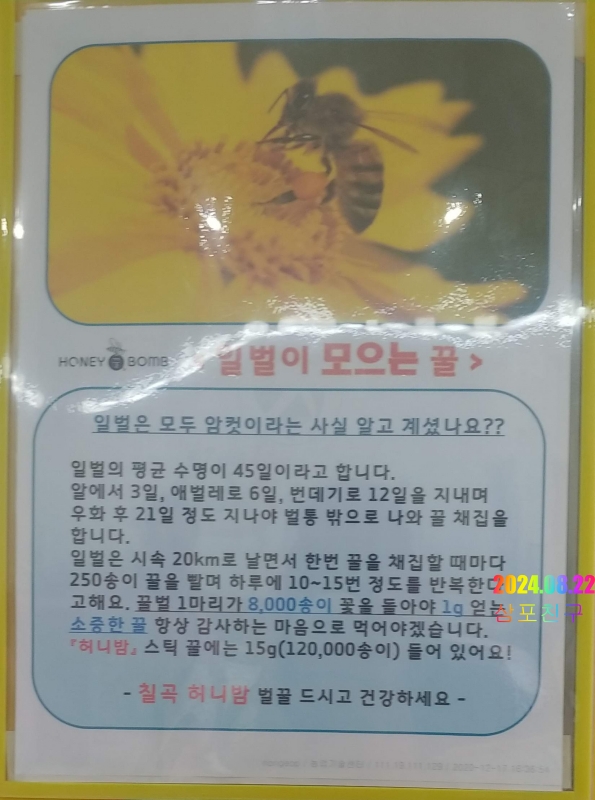 HONEY BOMB
< 일벌이 모으는 꿀 >
일벌은 모두 암컷이라는 사실 알고 계셨나요??
일벌의 평균 수명이 45일이라고 합니다.
알에서 3일, 애벌레로 6일, 번데기로 12일을 지내며
우화 후 21일 정도 지나야 벌통 밖으로 나와 꿀 채집을
합니다.
일벌은 시속 20km로 날면서 한번 꿀을 채집할 때마다
250송이 꿀을 빨며 하루에 10~15번 정도를 반복한다
고해요. 꿀벌 1마리가 8,000송이 꽃을 돌아야 1g 얻는
소중한 꿀 항상 감사하는 마음으로 먹어야겠습니다.
『허니밤』 스틱 꿀에는 15g(120,000송이) 들어 있어요!
- 칠곡 허니밤 벌꿀 드시고 건강하세요 -
2024.08.22
삼포친구